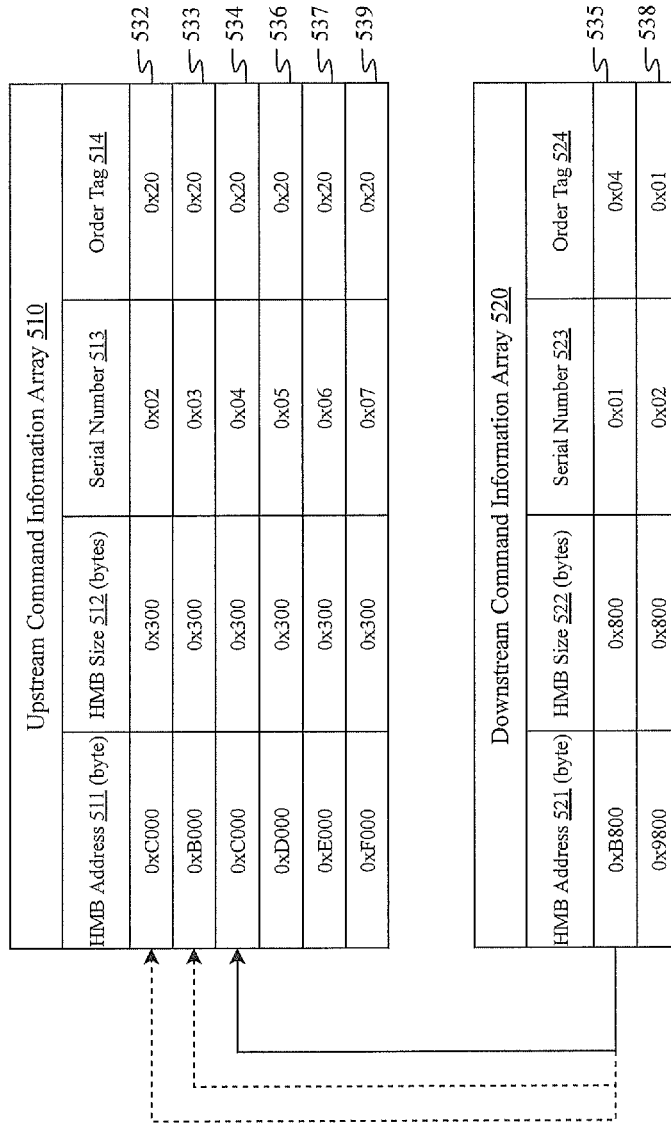 Upstream Command Information Array 510
HMB Address 511 (byte) HMB Size 512 (bytes) Serial Number 513 Order Tag 514
0xC000 0x300 0x02 0x20 532
0xB000 0x300 0x03 0x20 533
0xC000 0x300 0x04 0x20 534
0xD000 0x300 0x05 0x20 536
0xE000 0x300 0x06 0x20 537
0xF000 0x300 0x07 0x20 539
Downstream Command Information Array 520
HMB Address 521 (byte) HMB Size 522 (bytes) Serial Number 523 Order Tag 524
0xB800 0x800 0x01 0x04 535
0x9800 0x800 0x02 0x01 538